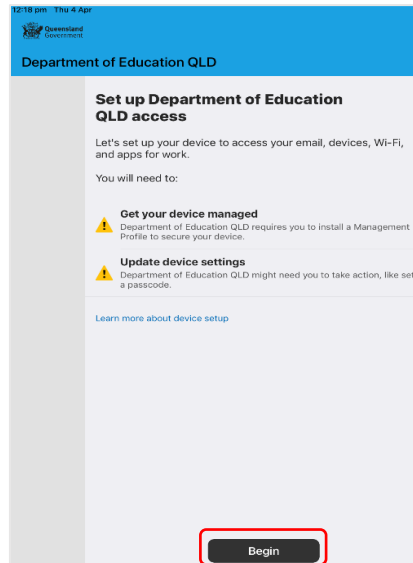 12:18 pm Thu 4 Apr
Queensland
Government
Department of Education QLD
Set up Department of Education
QLD access
Let's set up your device to access your email, devices, Wi-Fi,
and apps for work.
You will need to:
Get your device managed
Department of Education QLD requires you to install a Management
Profile to secure your device.
Update device settings
Department of Education QLD might need you to take action, like set
a passcode.
Learn more about device setup
Begin